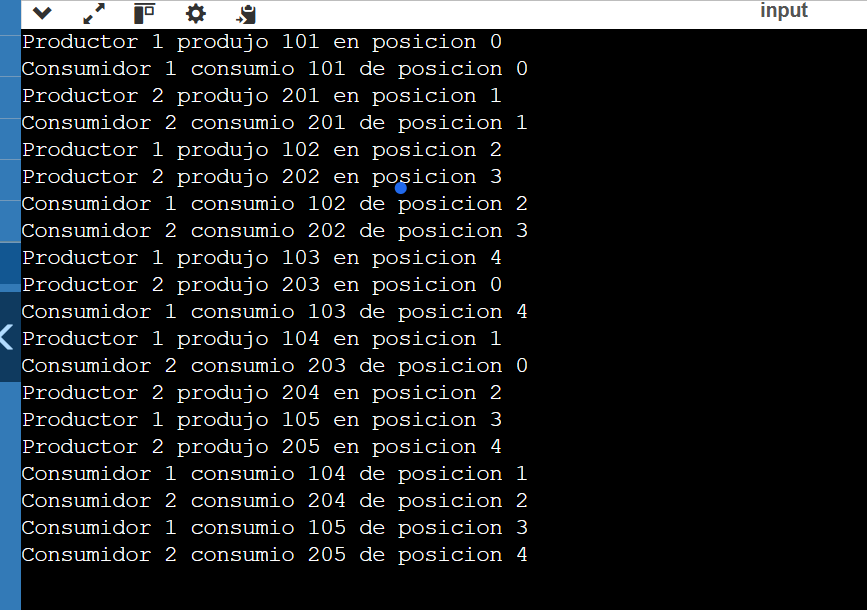 input
Productor 1 produjo 101 en posicion 0
Consumidor 1 consumio 101 de posicion 0
Productor 2 produjo 201 en posicion 1
Consumidor 2 consumio 201 de posicion 1
Productor 1 produjo 102 en posicion 2
Productor 2 produjo 202 en posicion 3
Consumidor 1 consumio 102 de posicion 2
Consumidor 2 consumio 202 de posicion 3
Productor 1 produjo 103 en posicion 4
Productor 2 produjo 203 en posicion 0
Consumidor 1 consumio 103 de posicion 4
Productor 1 produjo 104 en posicion 1
Consumidor 2 consumio 203 de posicion 0
Productor 2 produjo 204 en posicion 2
Productor 1 produjo 105 en posicion 3
Productor 2 produjo 205 en posicion 4
Consumidor 1 consumio 104 de posicion 1
Consumidor 2 consumio 204 de posicion 2
Consumidor 1 consumio 105 de posicion 3
Consumidor 2 consumio 205 de posicion 4